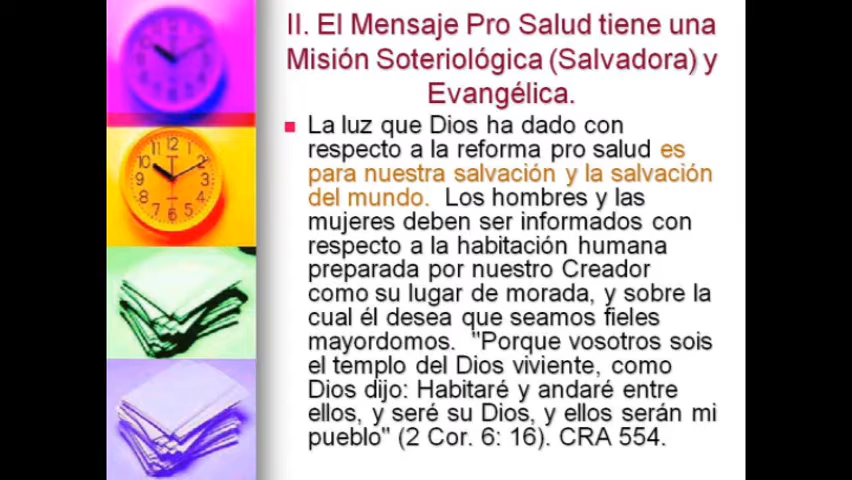 II. El Mensaje Pro Salud tiene una
Misión Soteriológica (Salvadora) y
Evangélica.
La luz que Dios ha dado con
respecto a la reforma pro salud es
para nuestra salvación y la salvación
del mundo. Los hombres y las
mujeres deben ser informados con
respecto a la habitación humana
preparada por nuestro Creador
como su lugar de morada, y sobre la
cual él desea que seamos fieles
mayordomos. "Porque vosotros sois
el templo del Dios viviente, como
Dios dijo: Habitaré y andaré entre
ellos, y seré su Dios, y ellos serán mi
pueblo" (2 Cor. 6: 16). CRA 554.